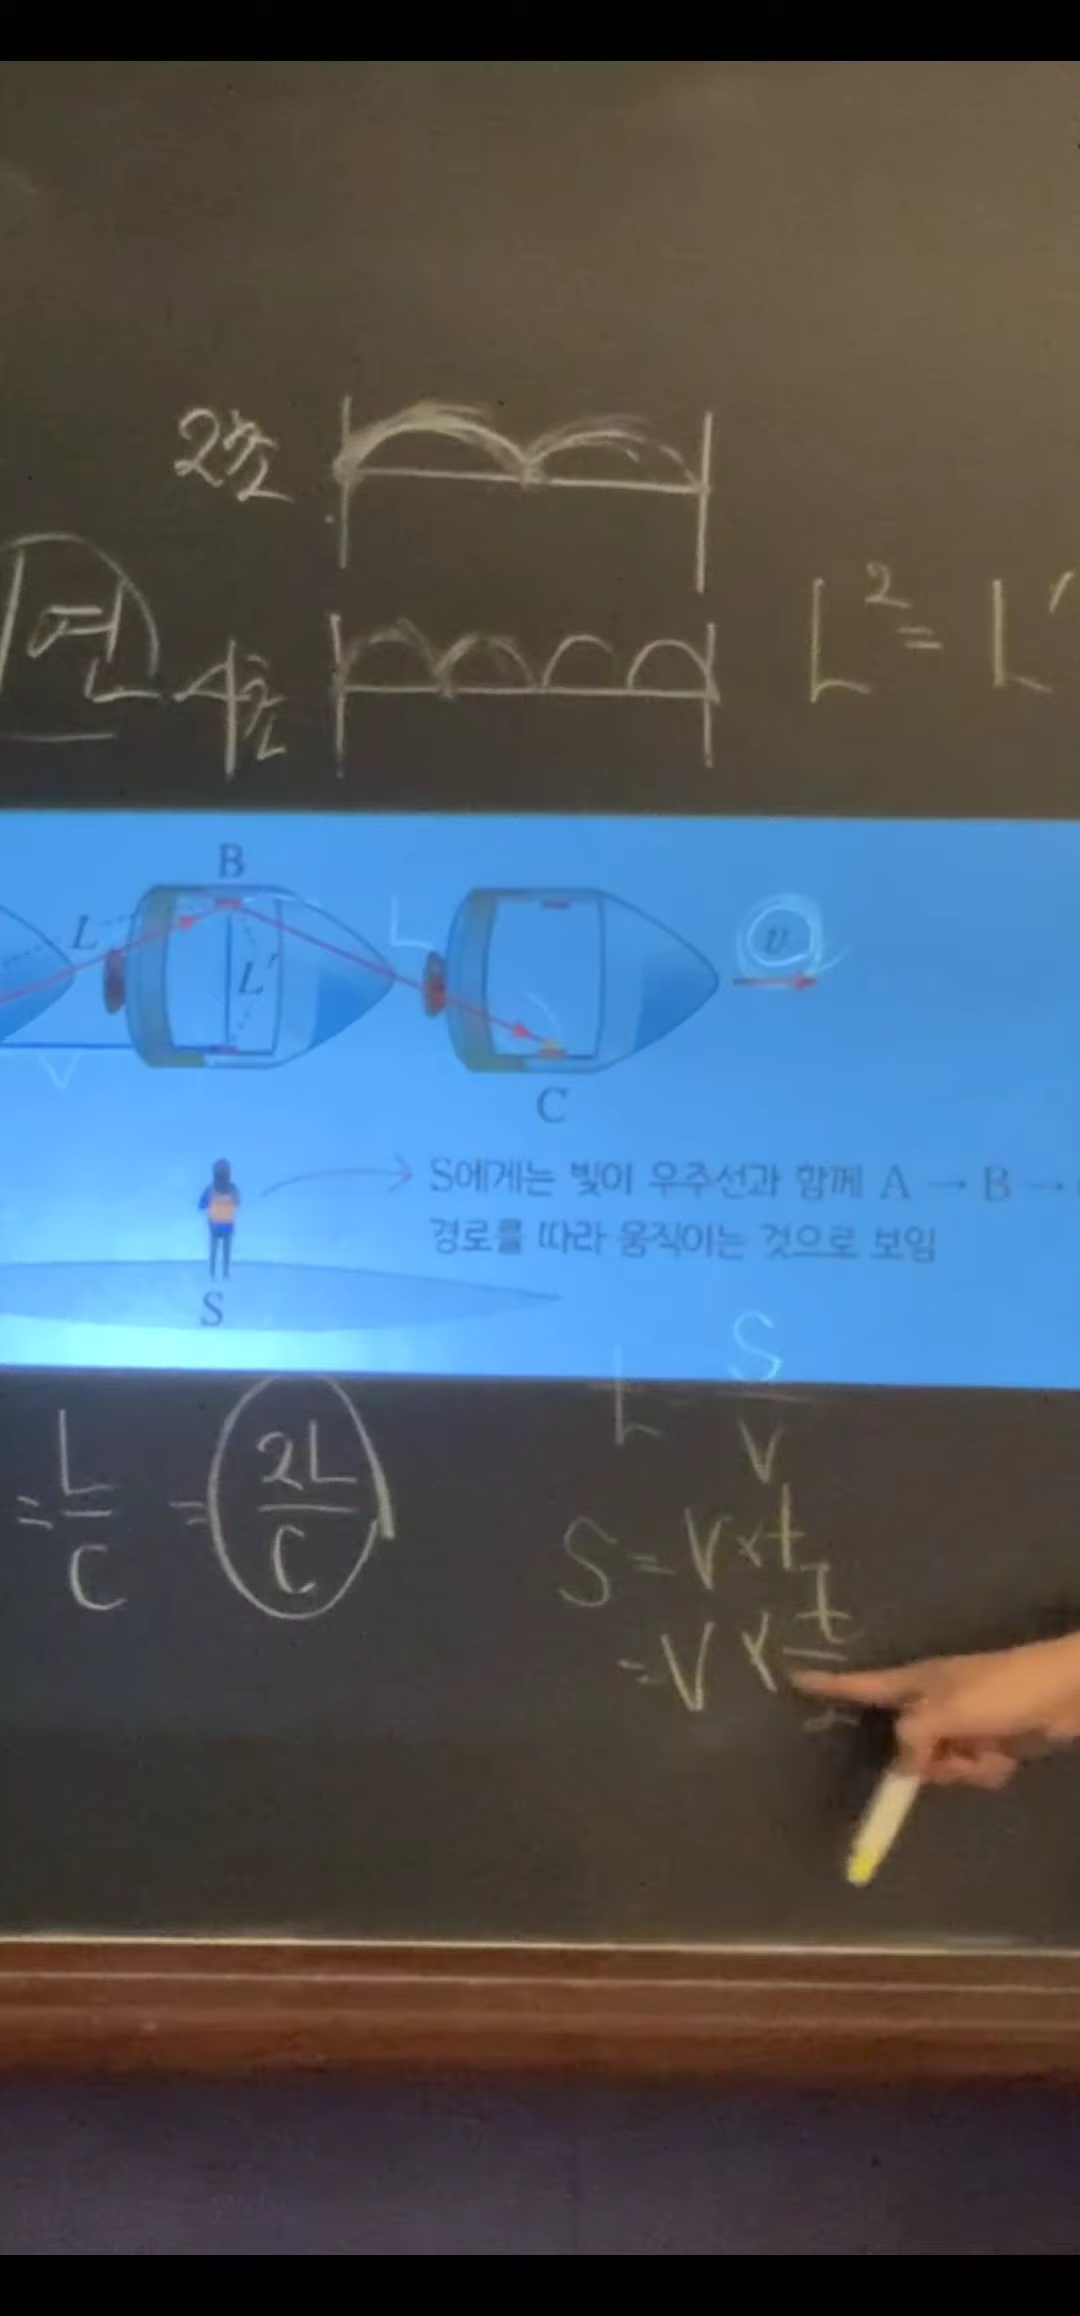 2초
4초
L² = L'
B
L
L'
L
v
V
C
S에게는 빛이 우주선과 함께 A → B →
경로를 따라 움직이는 것으로 보임
S
S
V
= L/C = 2L/C
S = V × t
= V × t/2